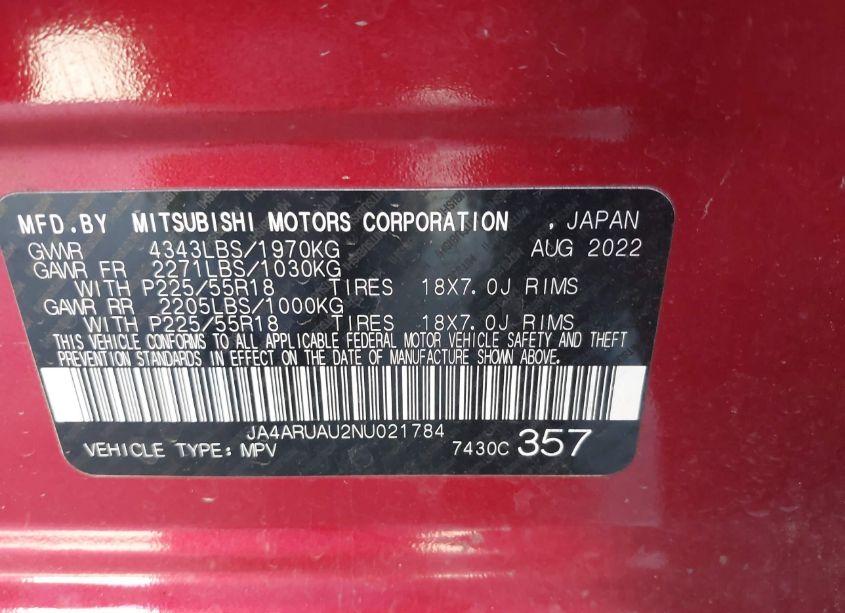 MFD.BY MITSUBISHI MOTORS CORPORATION , JAPAN
GVWR 4343LBS/1970KG AUG 2022
GAWR FR 2271LBS/1030KG
WITH P225/55R18 TIRES 18X7.0J RIMS
GAWR RR 2205LBS/1000KG
WITH P225/55R18 TIRES 18X7.0J RIMS
THIS VEHICLE CONFORMS TO ALL APPLICABLE FEDERAL MOTOR VEHICLE SAFETY AND THEFT
PREVENTION STANDARDS IN EFFECT ON THE DATE OF MANUFACTURE SHOWN ABOVE.
JA4ARUAU2NU021784
VEHICLE TYPE: MPV 7430C 357